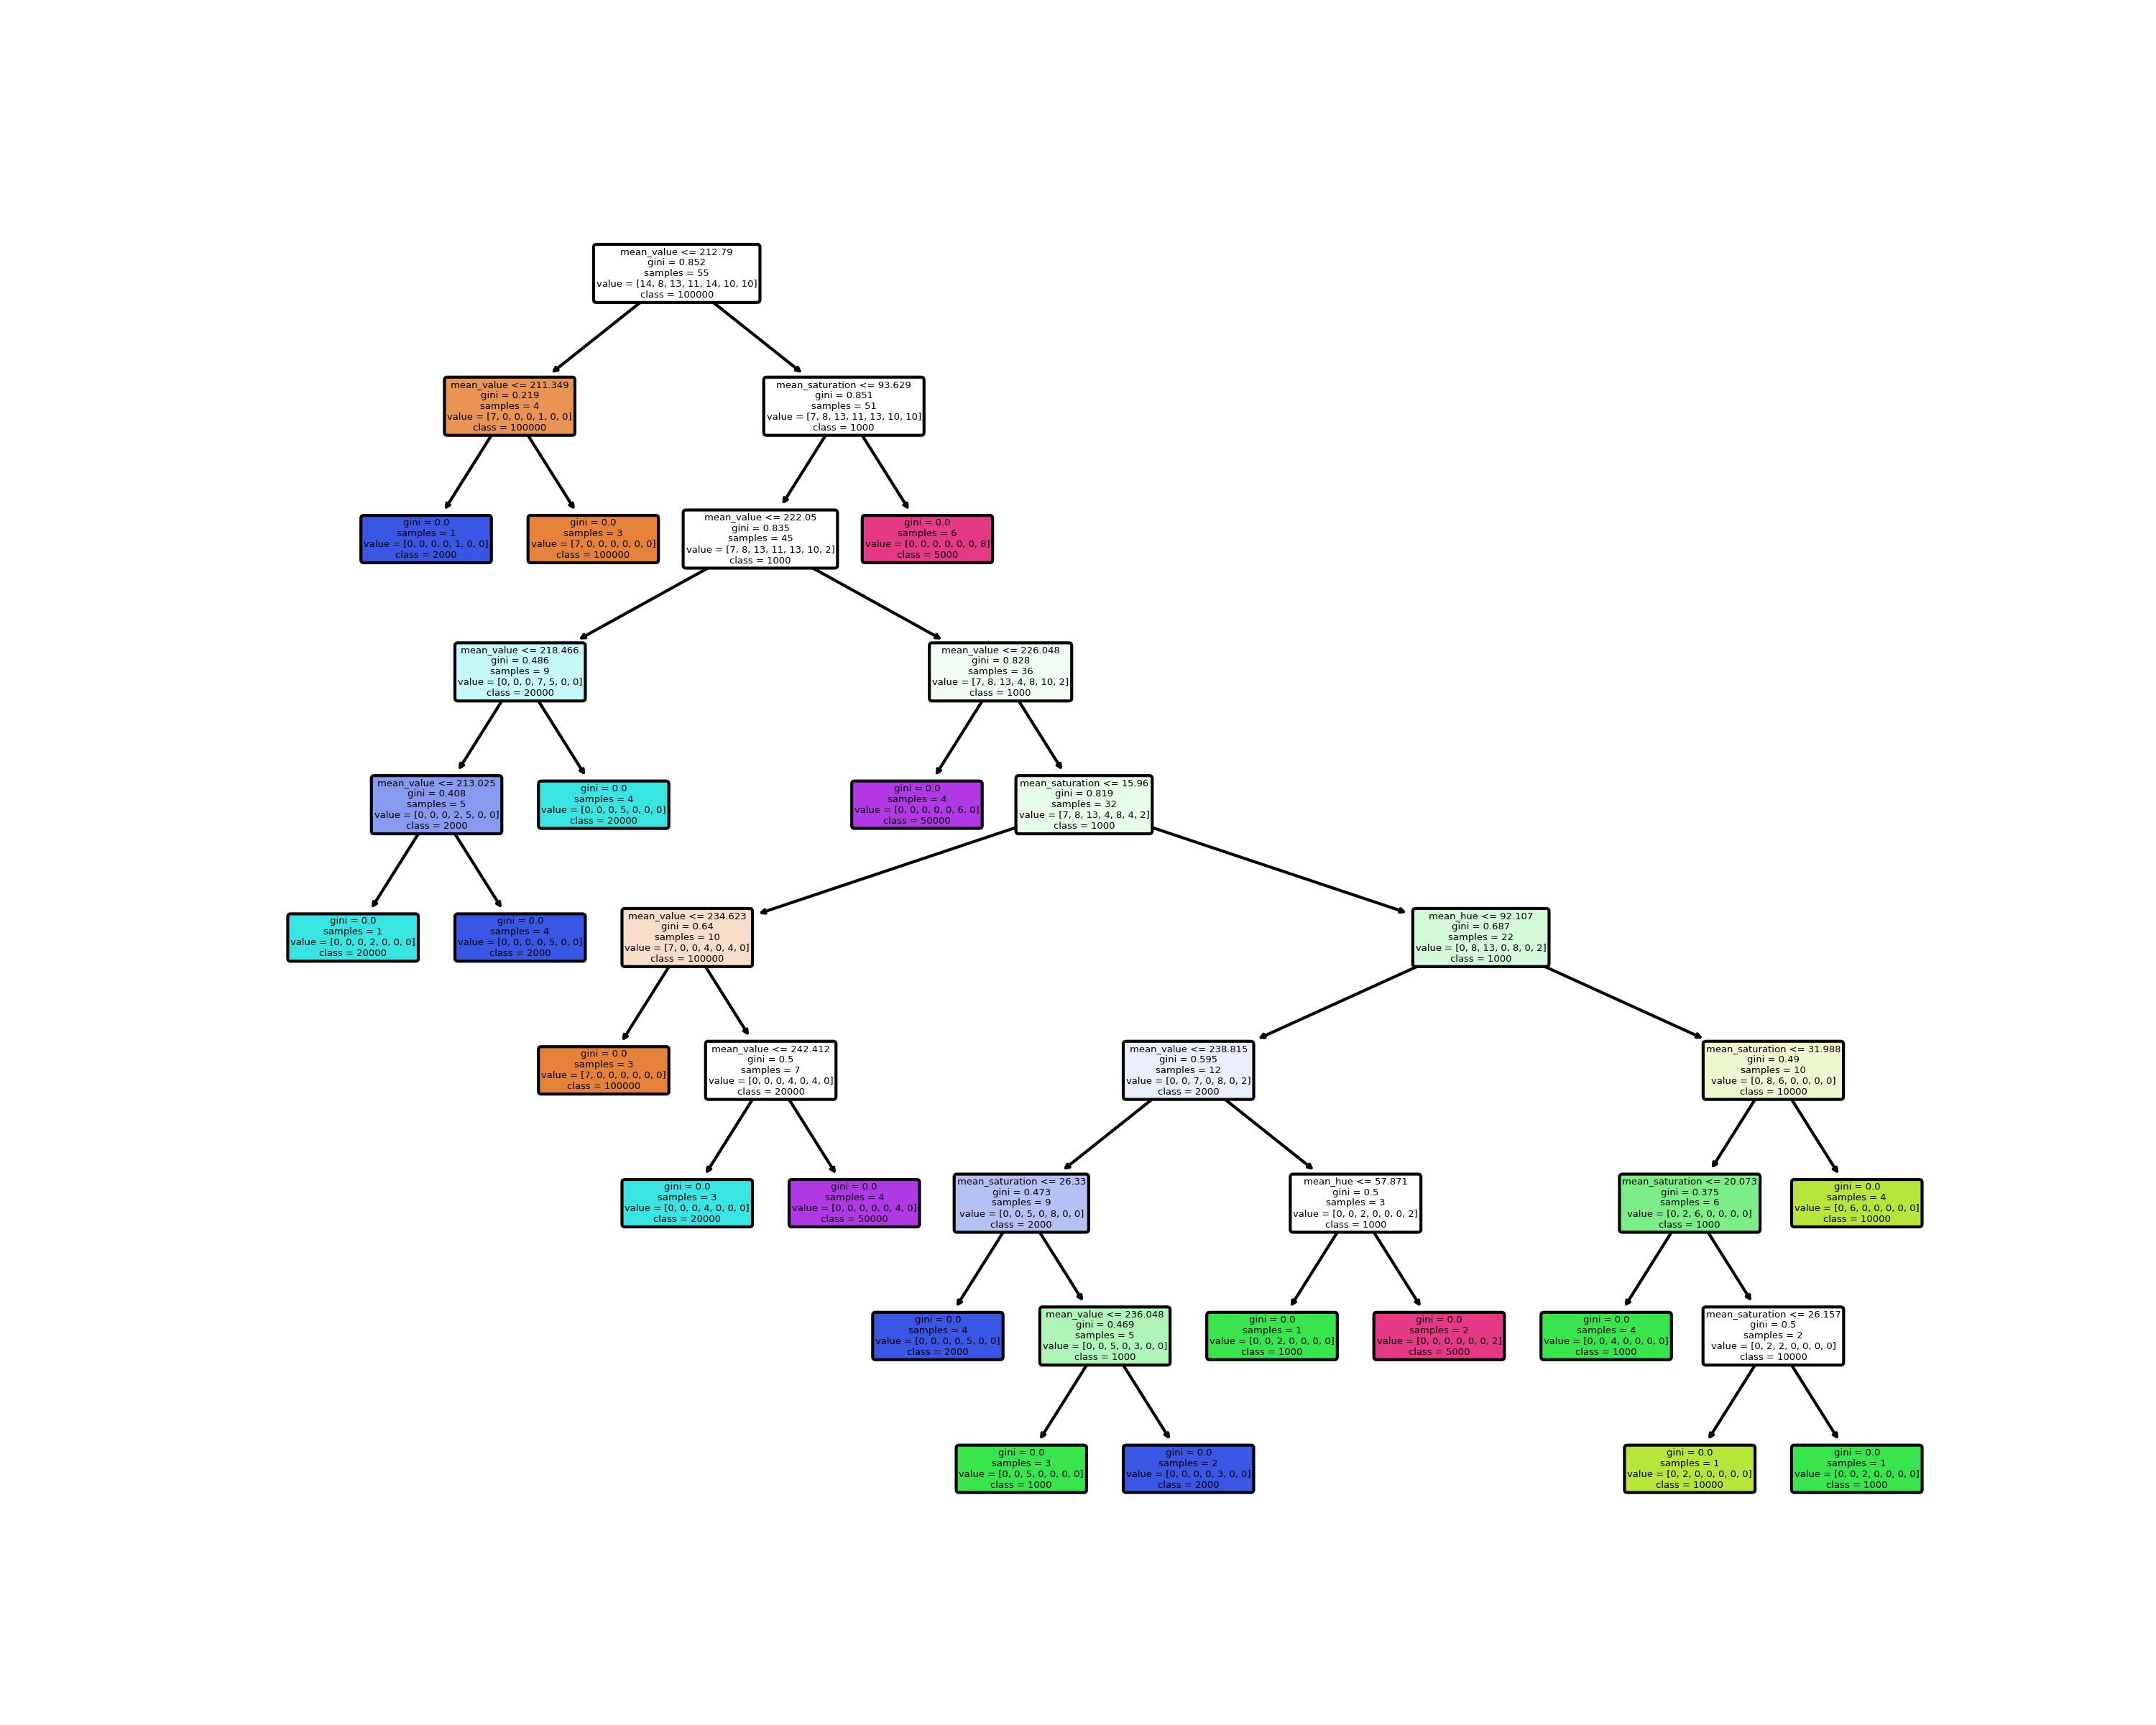 mean_value <= 212.79
gini = 0.852
samples = 55
value = [14, 8, 13, 11, 14, 10, 10]
class = 100000
mean_value <= 211.349
gini = 0.219
samples = 4
value = [7, 0, 0, 0, 1, 0, 0]
class = 100000
mean_saturation <= 93.629
gini = 0.851
samples = 51
value = [7, 8, 13, 11, 13, 10, 10]
class = 1000
gini = 0.0
samples = 1
value = [0, 0, 0, 0, 1, 0, 0]
class = 2000
gini = 0.0
samples = 3
value = [7, 0, 0, 0, 0, 0, 0]
class = 100000
mean_value <= 222.05
gini = 0.835
samples = 45
value = [7, 8, 13, 11, 13, 10, 2]
class = 1000
gini = 0.0
samples = 6
value = [0, 0, 0, 0, 0, 0, 8]
class = 5000
mean_value <= 218.466
gini = 0.486
samples = 9
value = [0, 0, 0, 7, 5, 0, 0]
class = 20000
mean_value <= 226.048
gini = 0.828
samples = 36
value = [7, 8, 13, 4, 8, 10, 2]
class = 1000
mean_value <= 213.025
gini = 0.408
samples = 5
value = [0, 0, 0, 2, 5, 0, 0]
class = 2000
gini = 0.0
samples = 4
value = [0, 0, 0, 5, 0, 0, 0]
class = 20000
gini = 0.0
samples = 4
value = [0, 0, 0, 0, 0, 6, 0]
class = 50000
mean_saturation <= 15.96
gini = 0.819
samples = 32
value = [7, 8, 13, 4, 8, 4, 2]
class = 1000
gini = 0.0
samples = 1
value = [0, 0, 0, 2, 0, 0, 0]
class = 20000
gini = 0.0
samples = 4
value = [0, 0, 0, 0, 5, 0, 0]
class = 2000
mean_value <= 234.623
gini = 0.64
samples = 10
value = [7, 0, 0, 4, 0, 4, 0]
class = 100000
mean_hue <= 92.107
gini = 0.687
samples = 22
value = [0, 8, 13, 0, 8, 0, 2]
class = 1000
gini = 0.0
samples = 3
value = [7, 0, 0, 0, 0, 0, 0]
class = 100000
mean_value <= 242.412
gini = 0.5
samples = 7
value = [0, 0, 0, 4, 0, 4, 0]
class = 20000
mean_value <= 238.815
gini = 0.595
samples = 12
value = [0, 0, 7, 0, 8, 0, 2]
class = 2000
mean_saturation <= 31.988
gini = 0.49
samples = 10
value = [0, 8, 6, 0, 0, 0, 0]
class = 10000
gini = 0.0
samples = 3
value = [0, 0, 0, 4, 0, 0, 0]
class = 20000
gini = 0.0
samples = 4
value = [0, 0, 0, 0, 0, 4, 0]
class = 50000
mean_saturation <= 26.33
gini = 0.473
samples = 9
value = [0, 0, 5, 0, 8, 0, 0]
class = 2000
mean_hue <= 57.871
gini = 0.5
samples = 3
value = [0, 0, 2, 0, 0, 0, 2]
class = 1000
mean_saturation <= 20.073
gini = 0.375
samples = 6
value = [0, 2, 6, 0, 0, 0, 0]
class = 1000
gini = 0.0
samples = 4
value = [0, 6, 0, 0, 0, 0, 0]
class = 10000
gini = 0.0
samples = 4
value = [0, 0, 0, 0, 5, 0, 0]
class = 2000
mean_value <= 236.048
gini = 0.469
samples = 5
value = [0, 0, 5, 0, 3, 0, 0]
class = 1000
gini = 0.0
samples = 1
value = [0, 0, 2, 0, 0, 0, 0]
class = 1000
gini = 0.0
samples = 2
value = [0, 0, 0, 0, 0, 0, 2]
class = 5000
gini = 0.0
samples = 4
value = [0, 0, 4, 0, 0, 0, 0]
class = 1000
mean_saturation <= 26.157
gini = 0.5
samples = 2
value = [0, 2, 2, 0, 0, 0, 0]
class = 10000
gini = 0.0
samples = 3
value = [0, 0, 5, 0, 0, 0, 0]
class = 1000
gini = 0.0
samples = 2
value = [0, 0, 0, 0, 3, 0, 0]
class = 2000
gini = 0.0
samples = 1
value = [0, 2, 0, 0, 0, 0, 0]
class = 10000
gini = 0.0
samples = 1
value = [0, 0, 2, 0, 0, 0, 0]
class = 1000